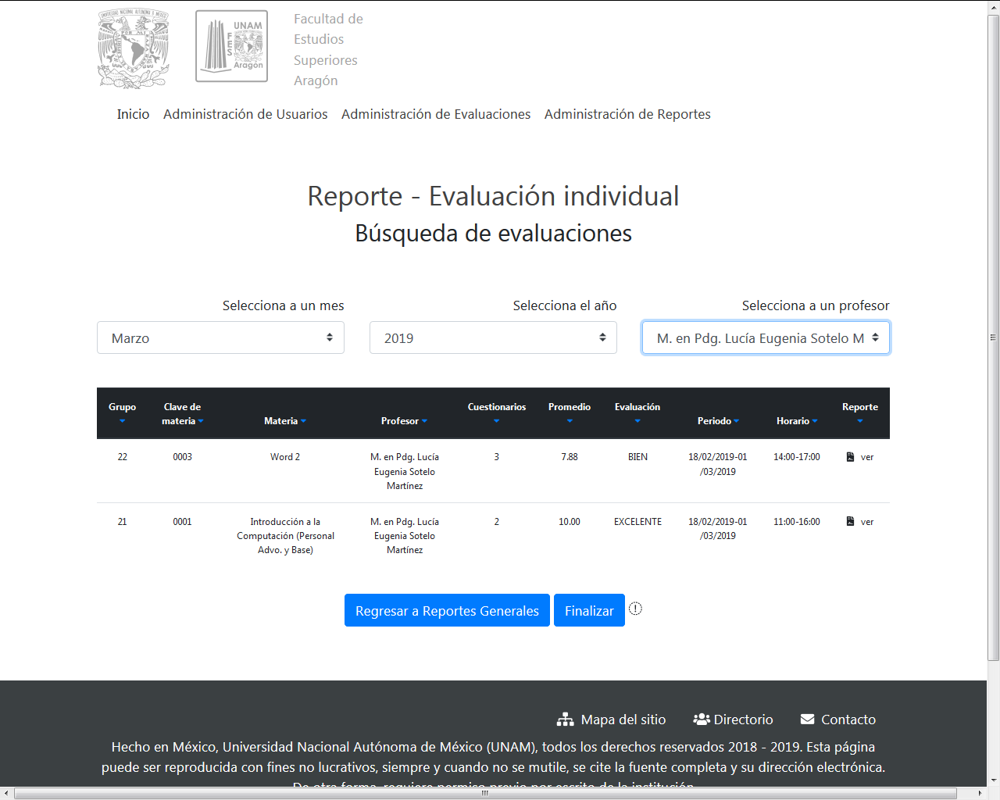 UNAM
FES
Aragón
Facultad de
Estudios
Superiores
Aragón
Inicio Administración de Usuarios Administración de Evaluaciones Administración de Reportes
Reporte - Evaluación individual
Búsqueda de evaluaciones
Selecciona a un mes Selecciona el año Selecciona a un profesor
Marzo 2019 M. en Pdg. Lucía Eugenia Sotelo M
Grupo Clave de materia Materia Profesor Cuestionarios Promedio Evaluación Periodo Horario Reporte
22 0003 Word 2 M. en Pdg. Lucía 3 7.88 BIEN 18/02/2019-01 14:00-17:00 ver
Eugenia Sotelo /03/2019
Martínez
21 0001 Introducción a la M. en Pdg. Lucía 2 10.00 EXCELENTE 18/02/2019-01 11:00-16:00 ver
Computación (Personal Eugenia Sotelo /03/2019
Advo. y Base) Martínez
Regresar a Reportes Generales Finalizar
Mapa del sitio Directorio Contacto
Hecho en México, Universidad Nacional Autónoma de México (UNAM), todos los derechos reservados 2018 - 2019. Esta página
puede ser reproducida con fines no lucrativos, siempre y cuando no se mutile, se cite la fuente completa y su dirección electrónica.
De otra forma, requiere permiso previo por escrito de la institución.